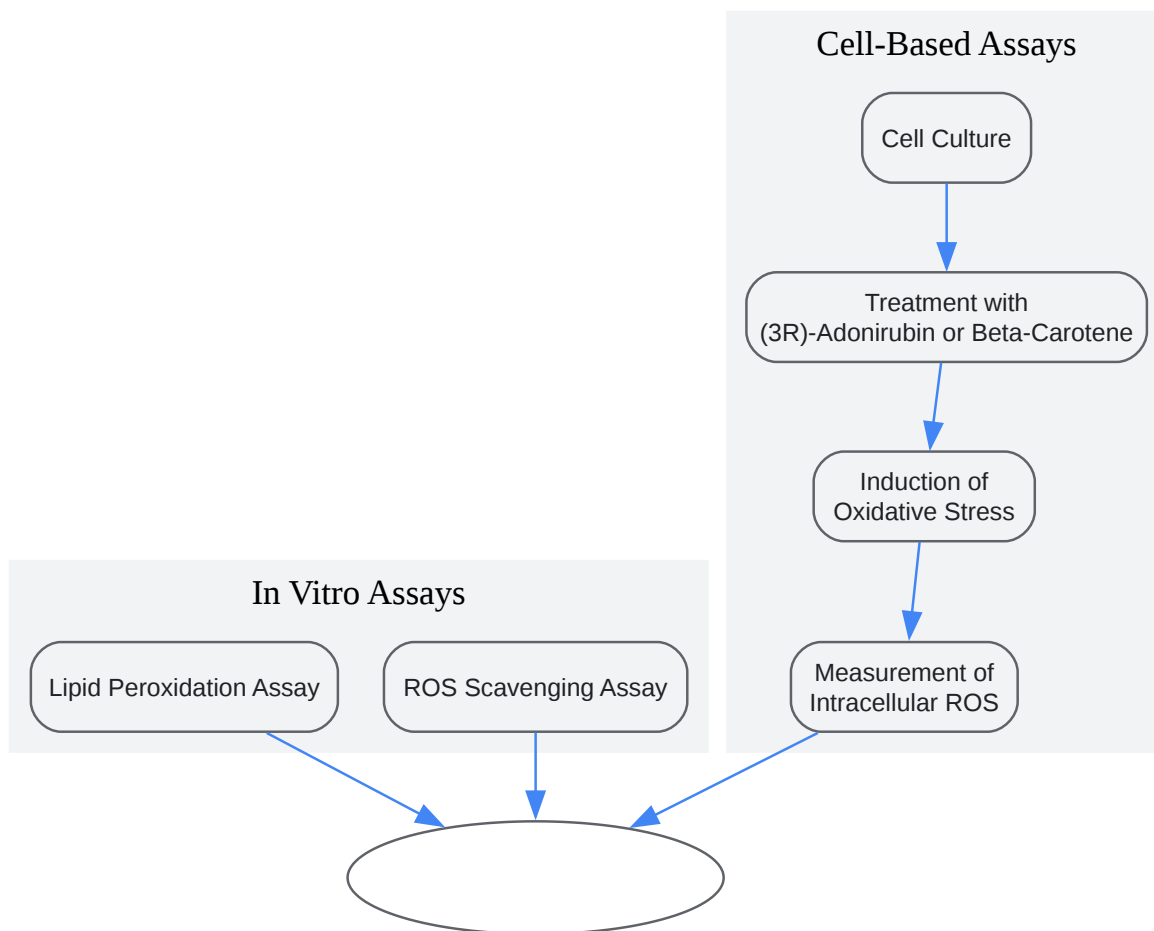 Cell-Based Assays
Cell Culture
Treatment with
(3R)-Adonirubin or Beta-Carotene
Induction of
Oxidative Stress
In Vitro Assays
Lipid Peroxidation Assay
ROS Scavenging Assay
Measurement of
Intracellular ROS